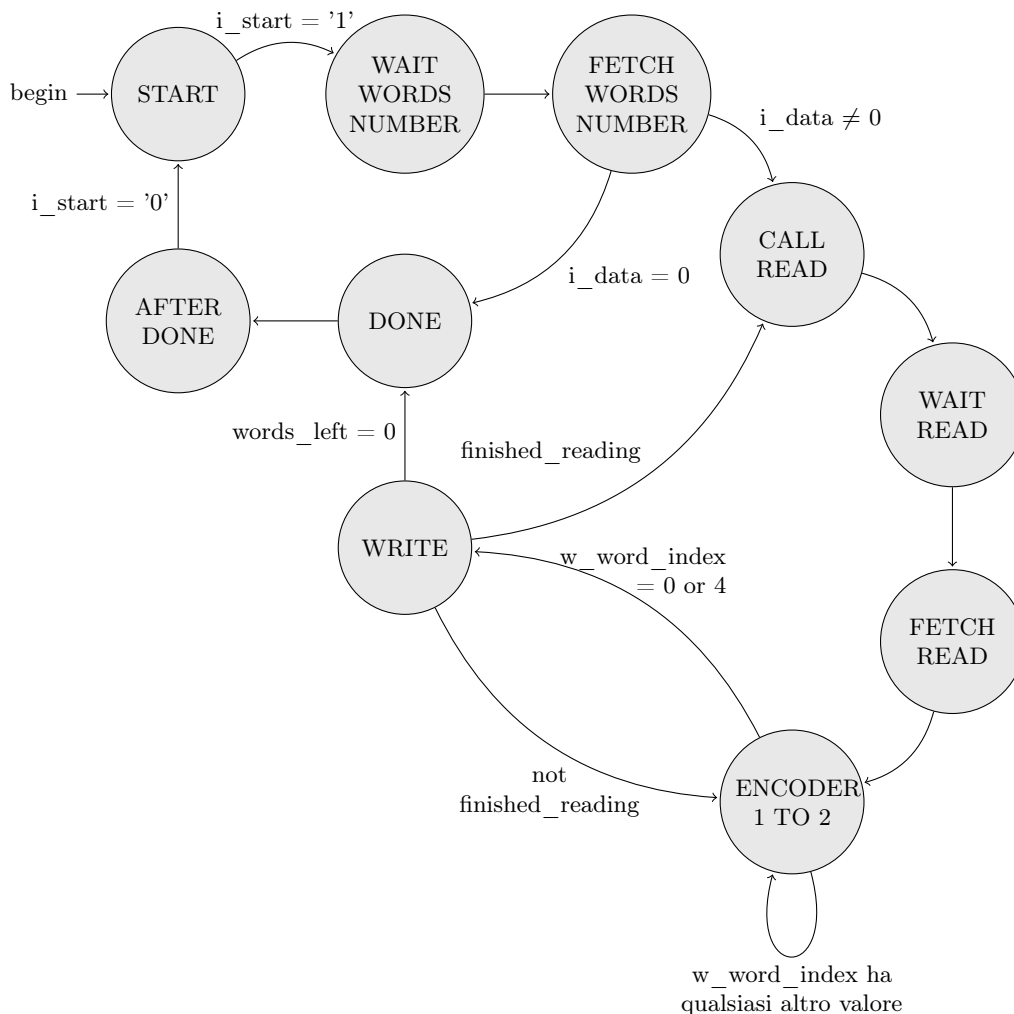 i_start = '1'
begin
START
WAIT
WORDS
NUMBER
FETCH
WORDS
NUMBER
i_data ≠ 0
i_start = '0'
CALL
READ
i_data = 0
AFTER
DONE
DONE
WAIT
READ
words_left = 0
finished_reading
WRITE
w_word_index
= 0 or 4
FETCH
READ
not
finished_reading
ENCODER
1 TO 2
w_word_index ha
qualsiasi altro valore